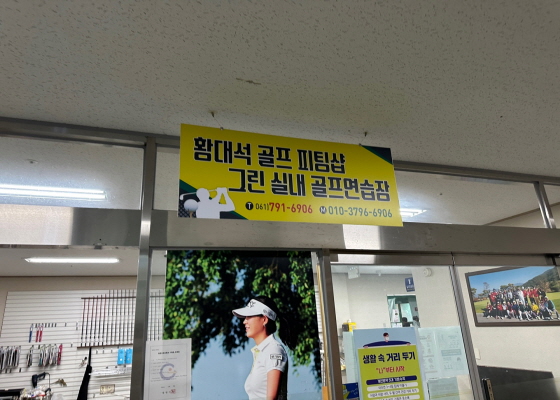 황대석 골프 피팅샵
그린 실내 골프연습장
T 061)791-6906 M 010-3796-6906
생활 속 거리 두기